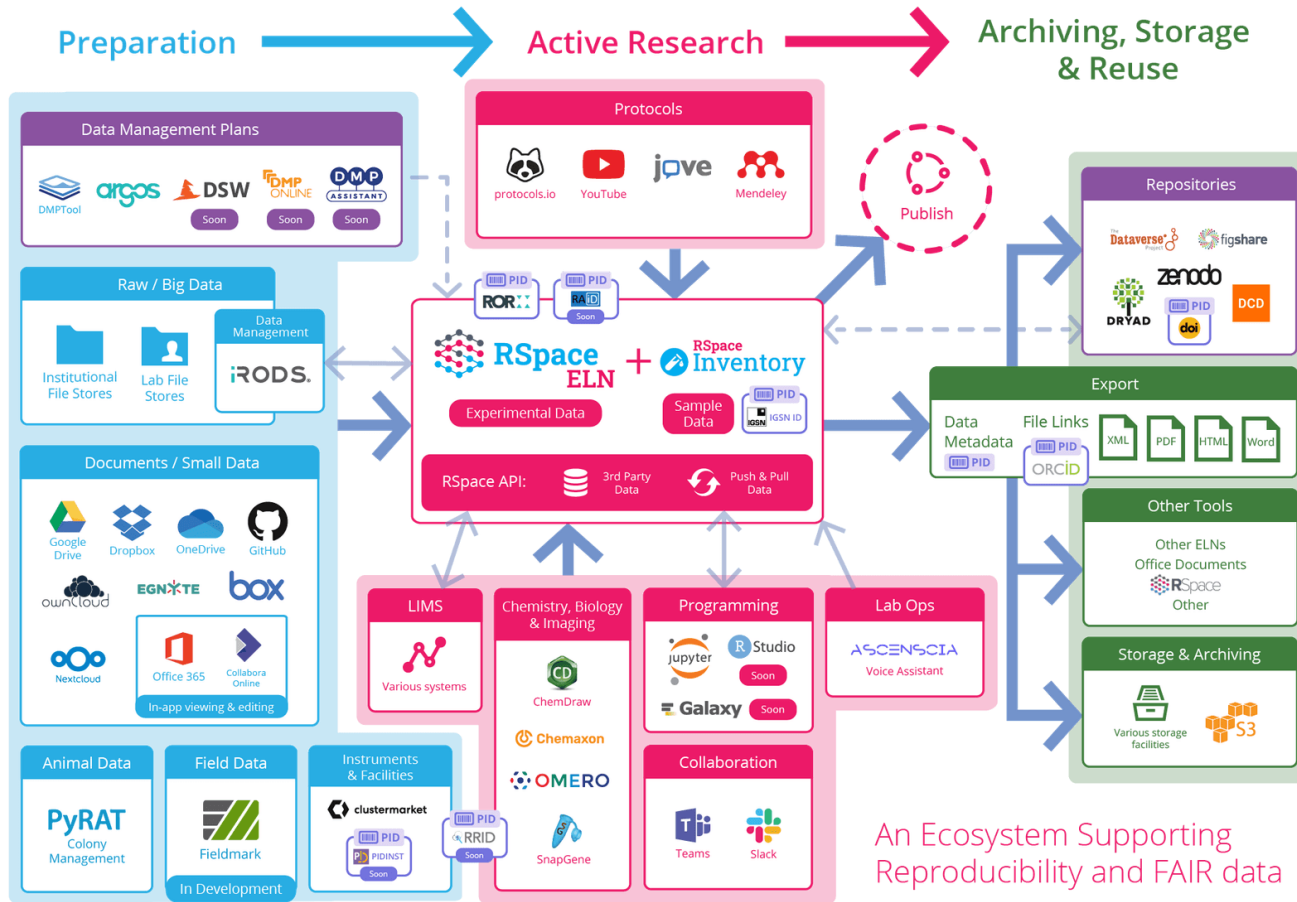 Preparation
Active Research
Archiving, Storage
& Reuse
Data Management Plans
DMPTool
argos
DSW
Soon
DMP
ONLINE
Soon
DMP
ASSISTANT
Soon
Protocols
protocols.io
YouTube
jove
Mendeley
Publish
Repositories
The
Dataverse
Project
figshare
DRYAD
zenodo
PID
doi
DCD
Raw / Big Data
Institutional
File Stores
Lab File
Stores
Data
Management
iRODS.
PID
ROR
PID
RAiD
Soon
RSpace
ELN
+
RSpace
Inventory
Experimental Data
Sample
Data
PID
IGSN
IGSN ID
RSpace API:
3rd Party
Data
Push & Pull
Data
Export
Data
Metadata
PID
File Links
PID
ORCiD
XML
PDF
HTML
Word
Documents / Small Data
Google
Drive
Dropbox
OneDrive
GitHub
ownCloud
EGNYTE
box
Nextcloud
Office 365
Collabora
Online
In-app viewing & editing
Other Tools
Other ELNs
Office Documents
RSpace
Other
LIMS
Various systems
Chemistry, Biology
& Imaging
CD
ChemDraw
Chemaxon
OMERO
SnapGene
Programming
jupyter
R Studio
Soon
Galaxy
Soon
Lab Ops
ASCENSCIA
Voice Assistant
Storage & Archiving
Various storage
facilities
S3
Animal Data
PyRAT
Colony
Management
Field Data
Fieldmark
In Development
Instruments
& Facilities
clustermarket
PID
PIDINST
Soon
PID
RRID
Soon
Collaboration
Teams
Slack
An Ecosystem Supporting
Reproducibility and FAIR data